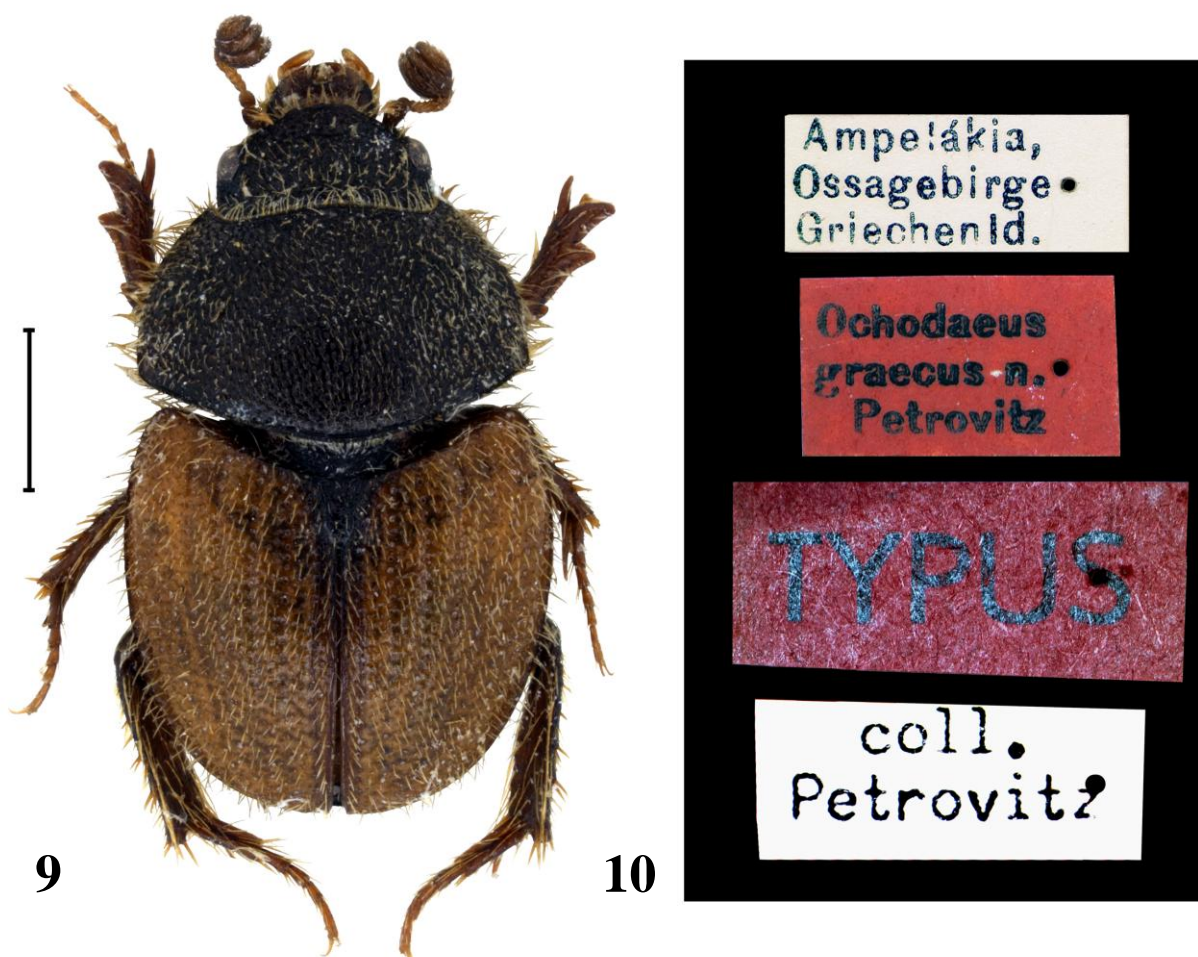 9
10
Ampelákia,
Ossagebirge
Griechenld.
Ochodaeus
graecus n.
Petrovitz
TYPUS
coll.
Petrovitz